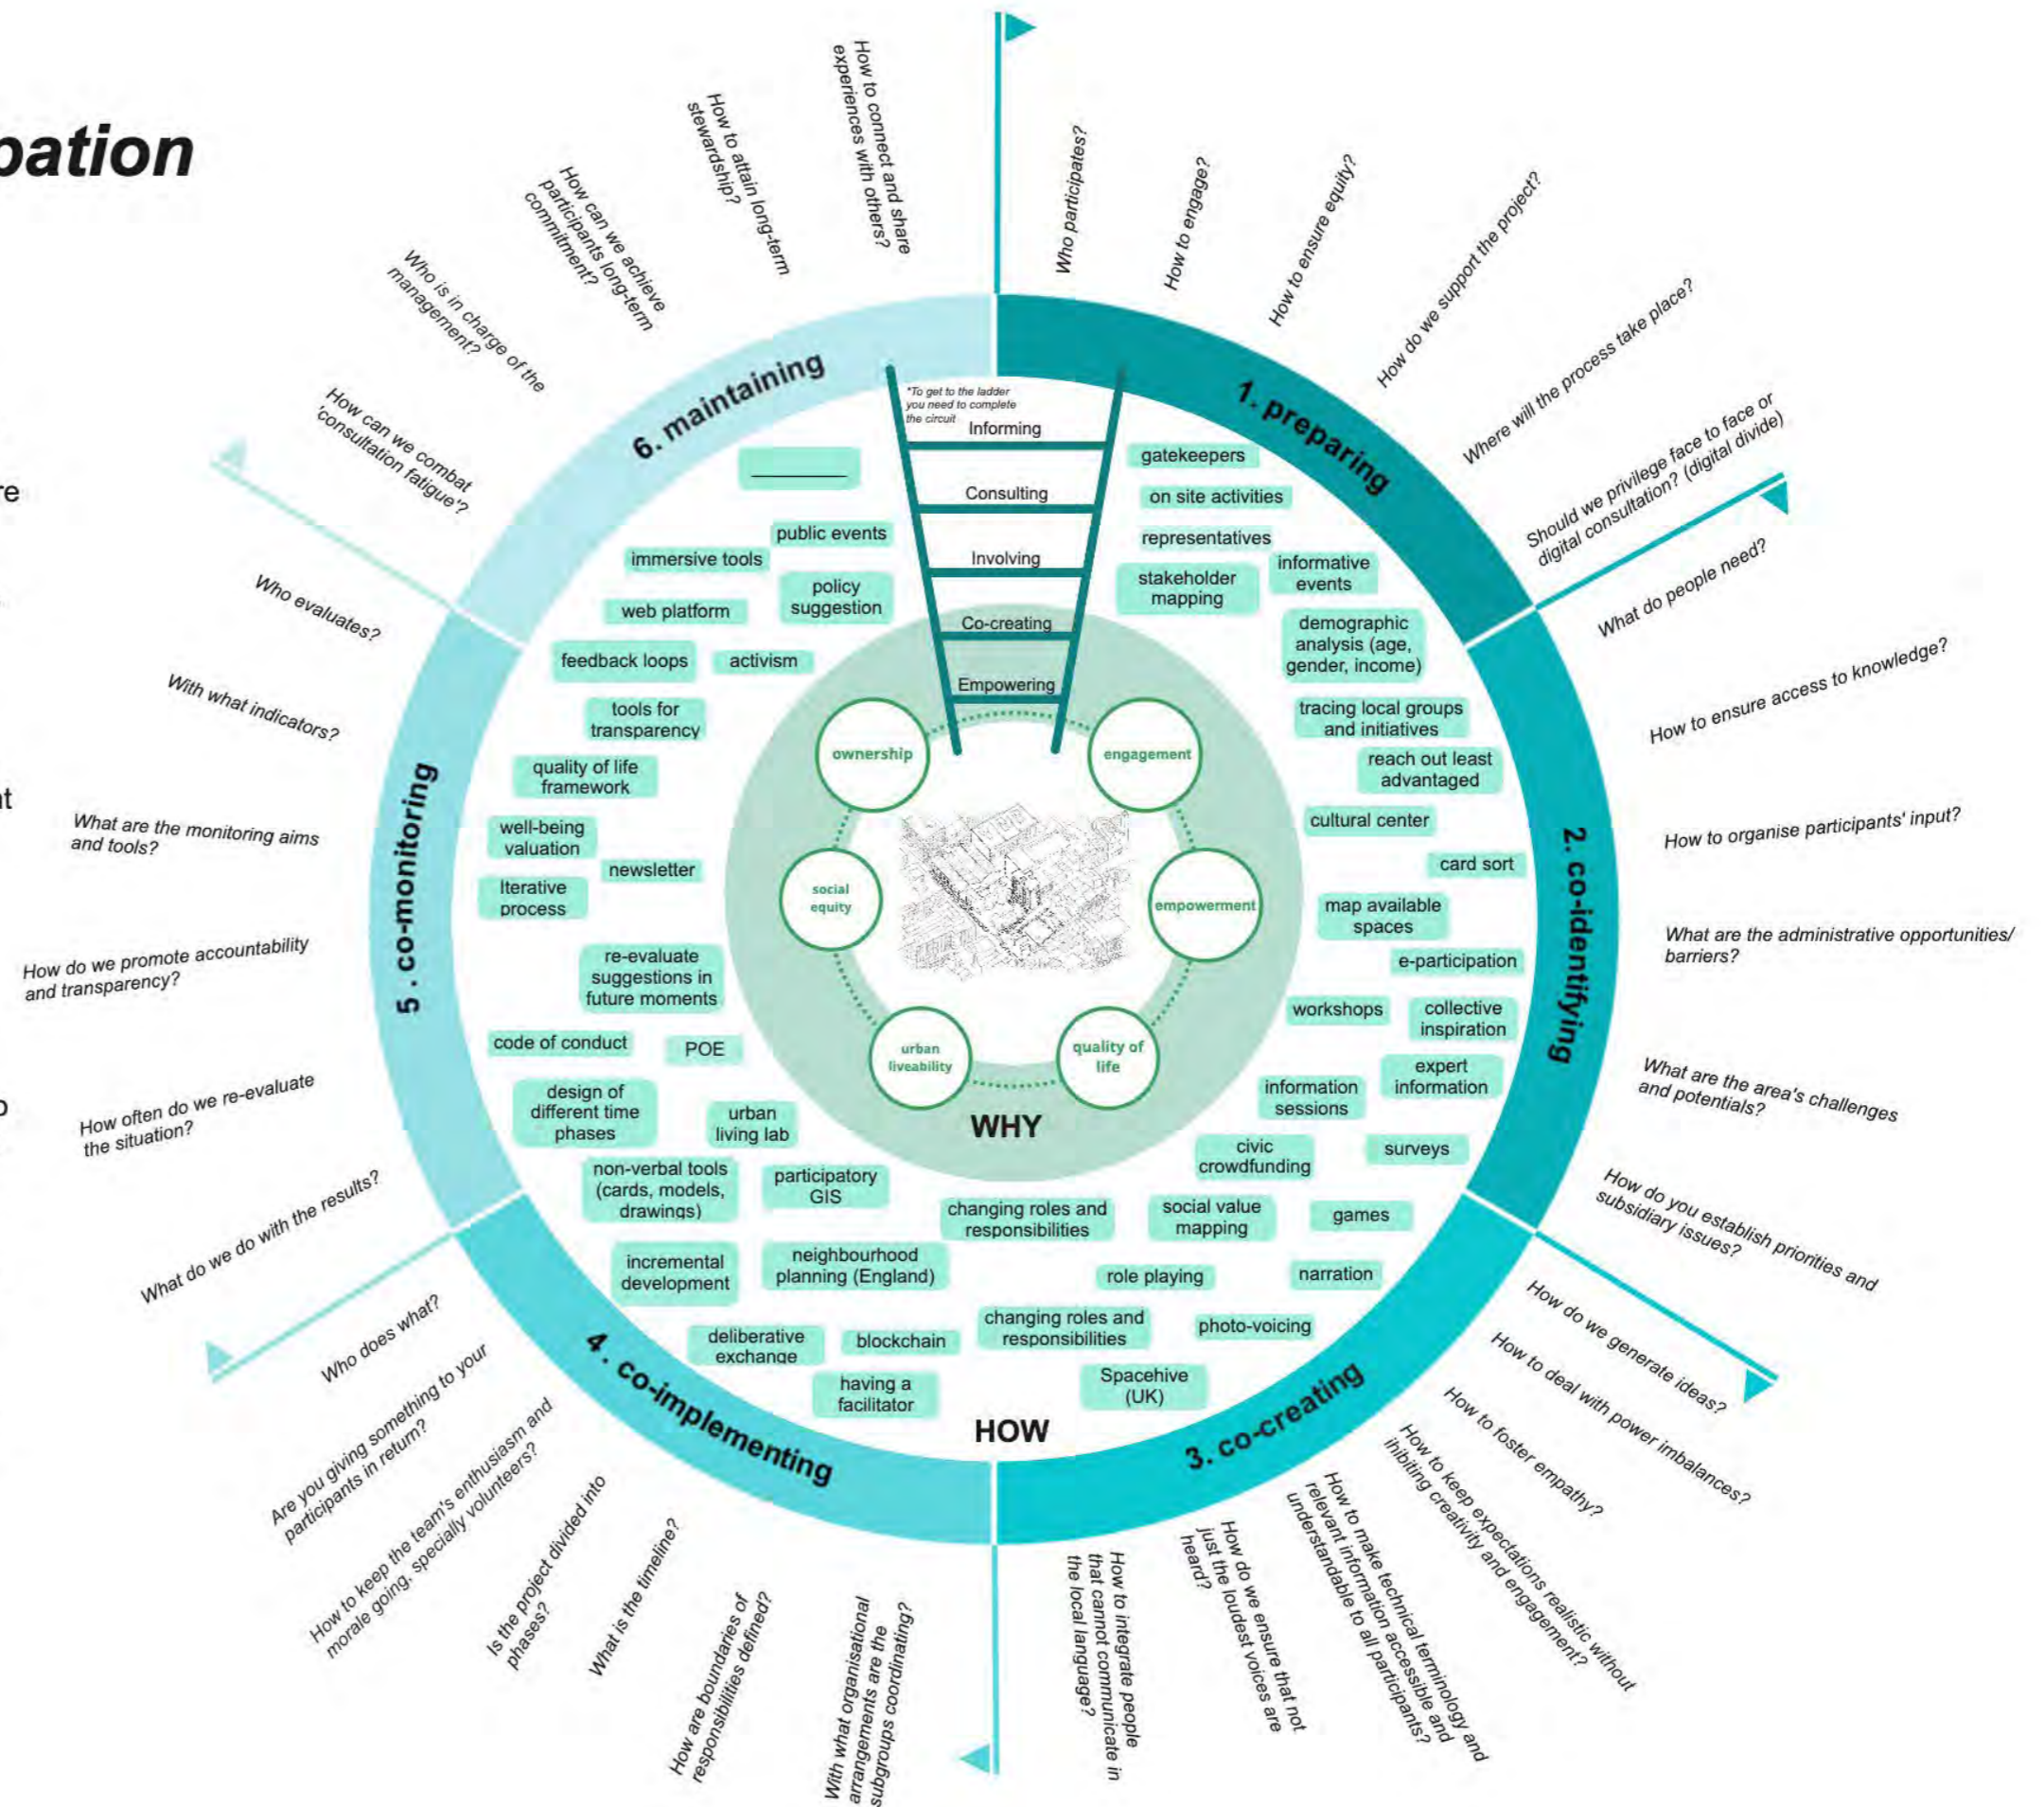 pation
re
nt
o
Who participates?
How to engage?
How to ensure equity?
How do we support the project?
Where will the process take place?
Should we privilege face to face or
digital consultation? (digital divide)
What do people need?
How to ensure access to knowledge?
How to organise participants' input?
What are the administrative opportunities/
barriers?
What are the area's challenges
and potentials?
How do you establish priorities and
subsidiary issues?
How do we generate ideas?
How to deal with power imbalances?
How to foster empathy?
How to keep expectations realistic without
ihibiting creativity and engagement?
How to make technical terminology and
relevant information accessible and
understandable to all participants?
How do we ensure that not
just the loudest voices are
heard?
How to integrate people
that cannot communicate in
the local language?
With what organisational
arrangements are the
subgroups coordinating?
How are boundaries of
responsibilities defined?
What is the timeline?
Is the project divided into
phases?
How to keep the team's enthusiasm and
morale going, specially volunteers?
Are you giving something to your
participants in return?
Who does what?
What do we do with the results?
How often do we re-evaluate
the situation?
How do we promote accountability
and transparency?
What are the monitoring aims
and tools?
With what indicators?
Who evaluates?
How can we combat
'consultation fatigue'?
Who is in charge of the
management?
How can we achieve
participants long-term
commitment?
How to attain long-term
stewardship?
How to connect and share
experiences with others?
1. preparing
2. co-identifying
3. co-creating
4. co-implementing
5 . co-monitoring
6. maintaining
*To get to the ladder
you need to complete
the circuit
Informing
Consulting
Involving
Co-creating
Empowering
gatekeepers
on site activities
representatives
informative
events
stakeholder
mapping
demographic
analysis (age,
gender, income)
tracing local groups
and initiatives
reach out least
advantaged
cultural center
card sort
map available
spaces
e-participation
workshops
collective
inspiration
expert
information
information
sessions
civic
crowdfunding
surveys
social value
mapping
games
changing roles and
responsibilities
role playing
narration
changing roles and
responsibilities
photo-voicing
Spacehive
(UK)
HOW
having a
facilitator
blockchain
deliberative
exchange
neighbourhood
planning (England)
incremental
development
participatory
GIS
non-verbal tools
(cards, models,
drawings)
urban
living lab
design of
different time
phases
POE
code of conduct
re-evaluate
suggestions in
future moments
Iterative
process
newsletter
well-being
valuation
quality of life
framework
tools for
transparency
feedback loops
activism
web platform
policy
suggestion
immersive tools
public events
ownership
engagement
social
equity
empowerment
urban
liveability
quality of
life
WHY